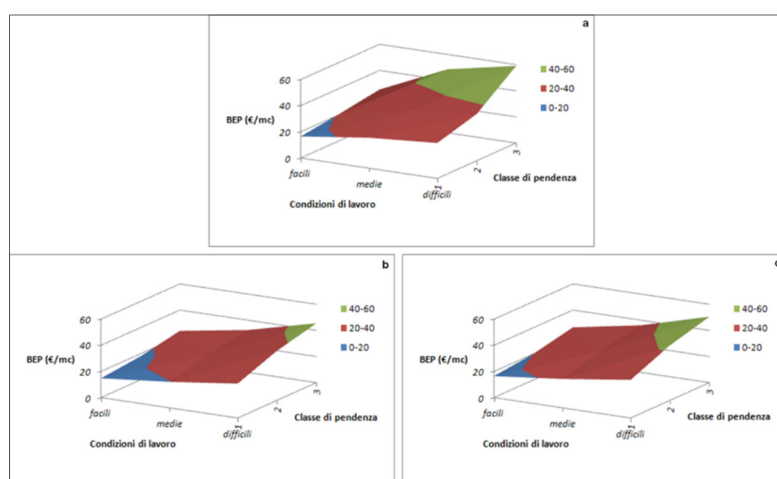 a
60
40
BEP (€/mc)
20
0
facili
medie
difficili
Condizioni di lavoro
1
2
3
Classe di pendenza
40-60
20-40
0-20
b
60
40
BEP (€/mc)
20
0
facili
medie
difficili
Condizioni di lavoro
1
2
3
Classe di pendenza
40-60
20-40
0-20
60
40
BEP (€/mc)
20
0
facili
medie
difficili
Condizioni di lavoro
1
2
3
Classe di pendenza
40-60
20-40
0-20